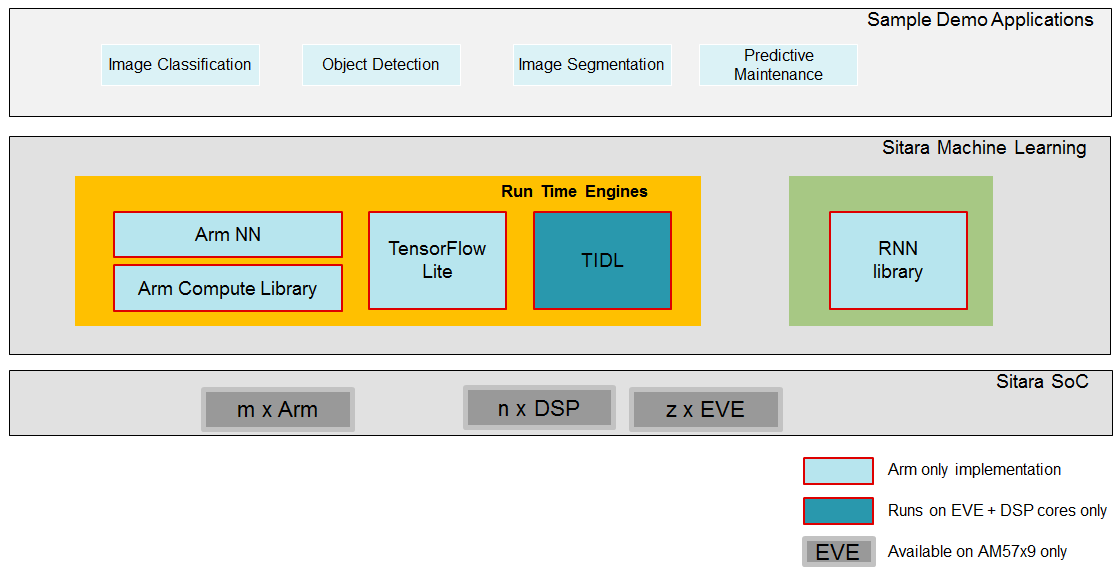 Sample Demo Applications
Image Classification
Object Detection
Image Segmentation
Predictive
Maintenance
Sitara Machine Learning
Run Time Engines
Arm NN
Arm Compute Library
TensorFlow
Lite
TIDL
RNN
library
Sitara SoC
m x Arm
n x DSP
z x EVE
Arm only implementation
Runs on EVE + DSP cores only
EVE
Available on AM57x9 only